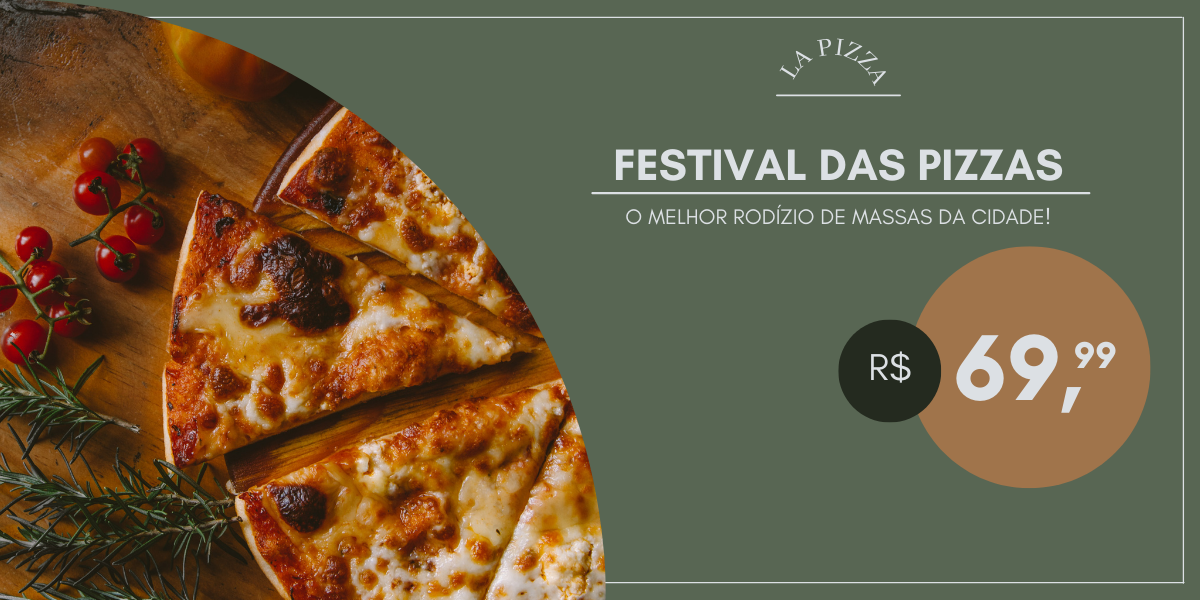 LA PIZZA
FESTIVAL DAS PIZZAS
O MELHOR RODÍZIO DE MASSAS DA CIDADE!
R$ 69,99